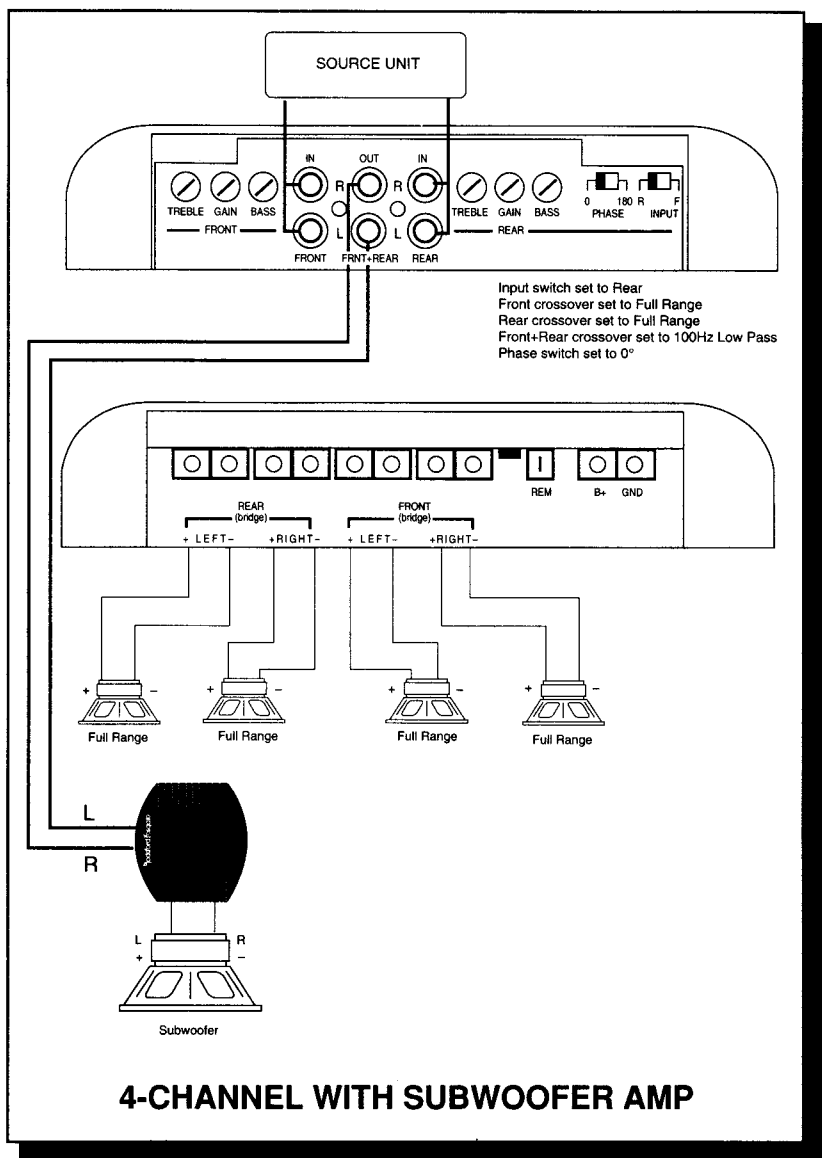 SOURCE UNIT
IN OUT IN
R R
TREBLE GAIN BASS
FRONT
TREBLE GAIN BASS
REAR
0 180
PHASE
R F
INPUT
L L
FRONT FRNT+REAR REAR
Input switch set to Rear
Front crossover set to Full Range
Rear crossover set to Full Range
Front+Rear crossover set to 100Hz Low Pass
Phase switch set to 0°
REM B+ GND
REAR
(bridge)
FRONT
(bridge)
+ LEFT- +RIGHT- + LEFT- +RIGHT-
+ - + - + - + -
Full Range Full Range Full Range Full Range
L
R
Rockford Fosgate
L R
+ -
Subwoofer
4-CHANNEL WITH SUBWOOFER AMP